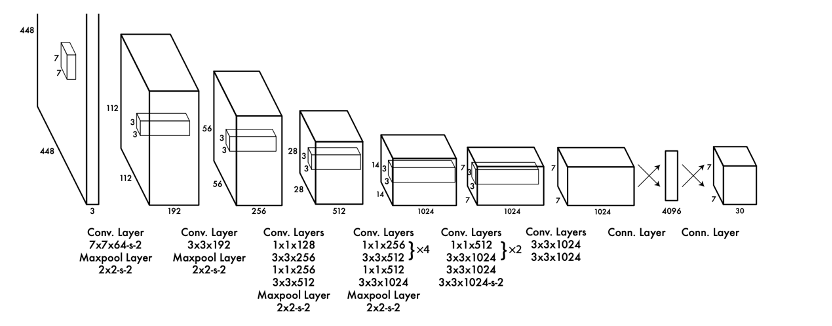 448
448
7
7
3
112
112
3
3
192
56
56
3
3
256
28
28
3
3
512
14
14
3
3
1024
7
7
3
3
1024
7
7
1024
4096
7
7
30
Conv. Layer
7x7x64-s-2
Maxpool Layer
2x2-s-2
Conv. Layer
3x3x192
Maxpool Layer
2x2-s-2
Conv. Layers
1x1x128
3x3x256
1x1x256
3x3x512
Maxpool Layer
2x2-s-2
Conv. Layers
1x1x256
3x3x512
}×4
1x1x512
3x3x1024
Maxpool Layer
2x2-s-2
Conv. Layers
1x1x512
3x3x1024
}×2
3x3x1024
3x3x1024-s-2
Conv. Layers
3x3x1024
3x3x1024
Conn. Layer
Conn. Layer